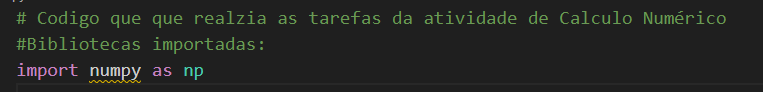 # Codigo que que realzia as tarefas da atividade de Calculo Numérico
#Bibliotecas importadas:
import numpy as np